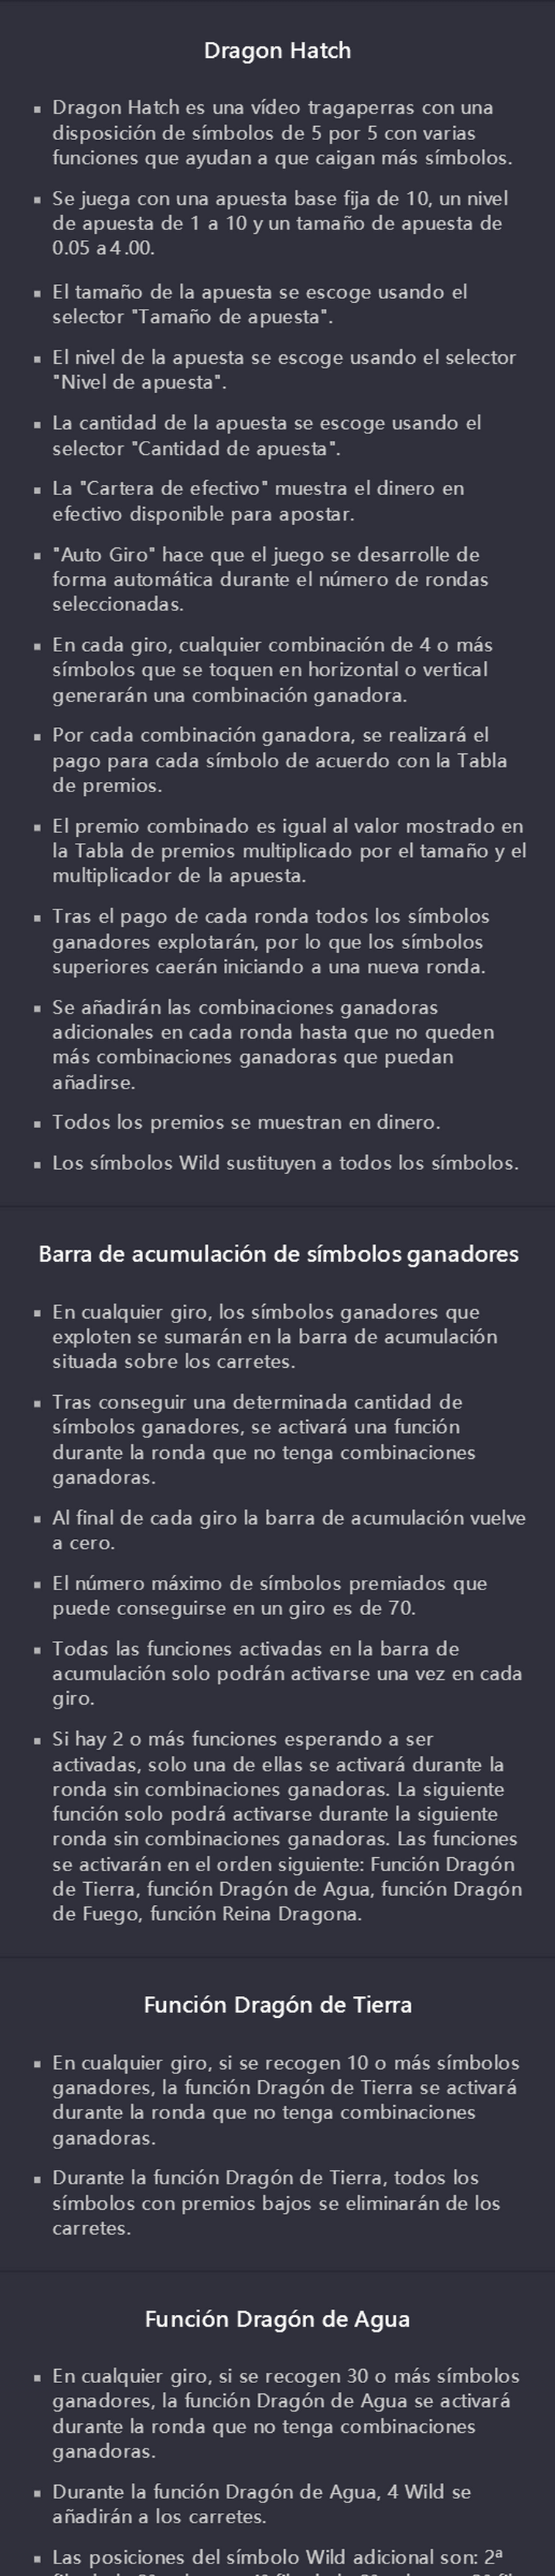 Dragon Hatch
▪ Dragon Hatch es una vídeo tragaperras con una
disposición de símbolos de 5 por 5 con varias
funciones que ayudan a que caigan más símbolos.
▪ Se juega con una apuesta base fija de 10, un nivel
de apuesta de 1 a 10 y un tamaño de apuesta de
0.05 a 4.00.
▪ El tamaño de la apuesta se escoge usando el
selector "Tamaño de apuesta".
▪ El nivel de la apuesta se escoge usando el selector
"Nivel de apuesta".
▪ La cantidad de la apuesta se escoge usando el
selector "Cantidad de apuesta".
▪ La "Cartera de efectivo" muestra el dinero en
efectivo disponible para apostar.
▪ "Auto Giro" hace que el juego se desarrolle de
forma automática durante el número de rondas
seleccionadas.
▪ En cada giro, cualquier combinación de 4 o más
símbolos que se toquen en horizontal o vertical
generarán una combinación ganadora.
▪ Por cada combinación ganadora, se realizará el
pago para cada símbolo de acuerdo con la Tabla
de premios.
▪ El premio combinado es igual al valor mostrado en
la Tabla de premios multiplicado por el tamaño y el
multiplicador de la apuesta.
▪ Tras el pago de cada ronda todos los símbolos
ganadores explotarán, por lo que los símbolos
superiores caerán iniciando a una nueva ronda.
▪ Se añadirán las combinaciones ganadoras
adicionales en cada ronda hasta que no queden
más combinaciones ganadoras que puedan
añadirse.
▪ Todos los premios se muestran en dinero.
▪ Los símbolos Wild sustituyen a todos los símbolos.
Barra de acumulación de símbolos ganadores
▪ En cualquier giro, los símbolos ganadores que
exploten se sumarán en la barra de acumulación
situada sobre los carretes.
▪ Tras conseguir una determinada cantidad de
símbolos ganadores, se activará una función
durante la ronda que no tenga combinaciones
ganadoras.
▪ Al final de cada giro la barra de acumulación vuelve
a cero.
▪ El número máximo de símbolos premiados que
puede conseguirse en un giro es de 70.
▪ Todas las funciones activadas en la barra de
acumulación solo podrán activarse una vez en cada
giro.
▪ Si hay 2 o más funciones esperando a ser
activadas, solo una de ellas se activará durante la
ronda sin combinaciones ganadoras. La siguiente
función solo podrá activarse durante la siguiente
ronda sin combinaciones ganadoras. Las funciones
se activarán en el orden siguiente: Función Dragón
de Tierra, función Dragón de Agua, función Dragón
de Fuego, función Reina Dragona.
Función Dragón de Tierra
▪ En cualquier giro, si se recogen 10 o más símbolos
ganadores, la función Dragón de Tierra se activará
durante la ronda que no tenga combinaciones
ganadoras.
▪ Durante la función Dragón de Tierra, todos los
símbolos con premios bajos se eliminarán de los
carretes.
Función Dragón de Agua
▪ En cualquier giro, si se recogen 30 o más símbolos
ganadores, la función Dragón de Agua se activará
durante la ronda que no tenga combinaciones
ganadoras.
▪ Durante la función Dragón de Agua, 4 Wild se
añadirán a los carretes.
▪ Las posiciones del símbolo Wild adicional son: 2ª